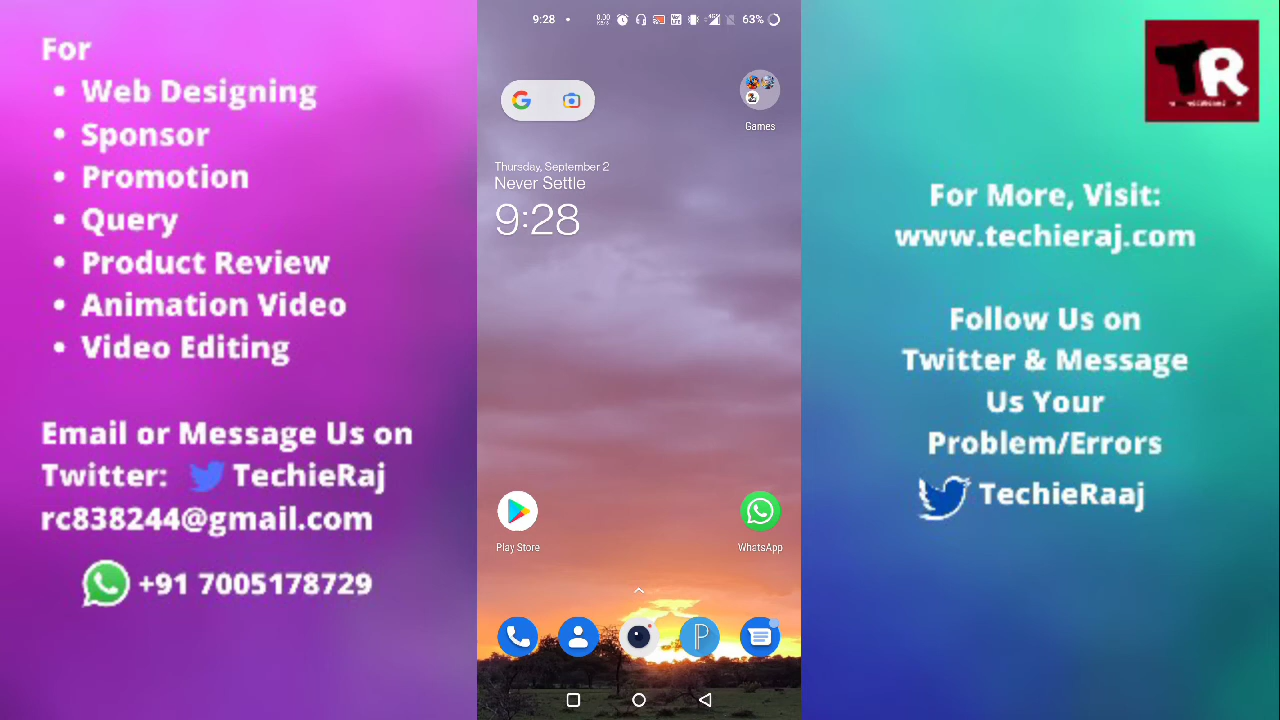 For
• Web Designing
• Sponsor
• Promotion
• Query
• Product Review
• Animation Video
• Video Editing
Email or Message Us on
Twitter: TechieRaj
rc838244@gmail.com
+91 7005178729
9:28
63%
G
Games
Thursday, September 2
Never Settle
9:28
Play Store
WhatsApp
P
TR
For More, Visit:
www.techieraj.com
Follow Us on
Twitter & Message
Us Your
Problem/Errors
TechieRaaj